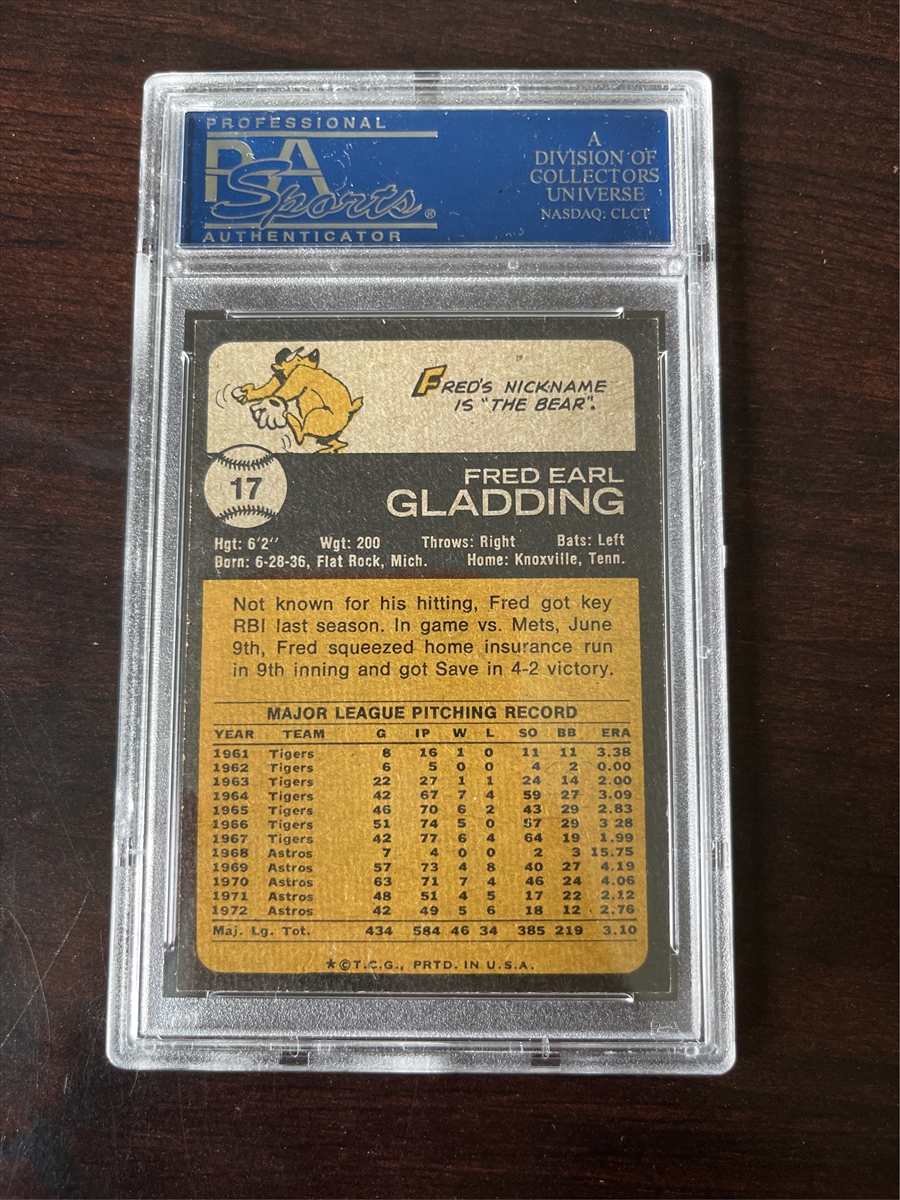 PROFESSIONAL
PSA
Sports®
AUTHENTICATOR
A
DIVISION OF
COLLECTORS
UNIVERSE
NASDAQ: CLCT
FRED'S NICKNAME
IS "THE BEAR".
17
FRED EARL
GLADDING
Hgt: 6'2" Wgt: 200 Throws: Right Bats: Left
Born: 6-28-36, Flat Rock, Mich. Home: Knoxville, Tenn.
Not known for his hitting, Fred got key
RBI last season. In game vs. Mets, June
9th, Fred squeezed home insurance run
in 9th inning and got Save in 4-2 victory.
MAJOR LEAGUE PITCHING RECORD
YEAR TEAM G IP W L SO BB ERA
1961 Tigers 8 16 1 0 11 11 3.38
1962 Tigers 6 5 0 0 4 2 0.00
1963 Tigers 22 27 1 1 24 14 2.00
1964 Tigers 42 67 7 4 59 27 3.09
1965 Tigers 46 70 6 2 43 29 2.83
1966 Tigers 51 74 5 0 57 29 3.28
1967 Tigers 42 77 6 4 64 19 1.99
1968 Astros 7 4 0 0 2 3 15.75
1969 Astros 57 73 4 8 40 27 4.19
1970 Astros 63 71 7 4 46 24 4.06
1971 Astros 48 51 4 5 17 22 2.12
1972 Astros 42 49 5 6 18 12 2.76
Maj. Lg. Tot. 434 584 46 34 385 219 3.10
★©T.C.G., PRTD. IN U.S.A.